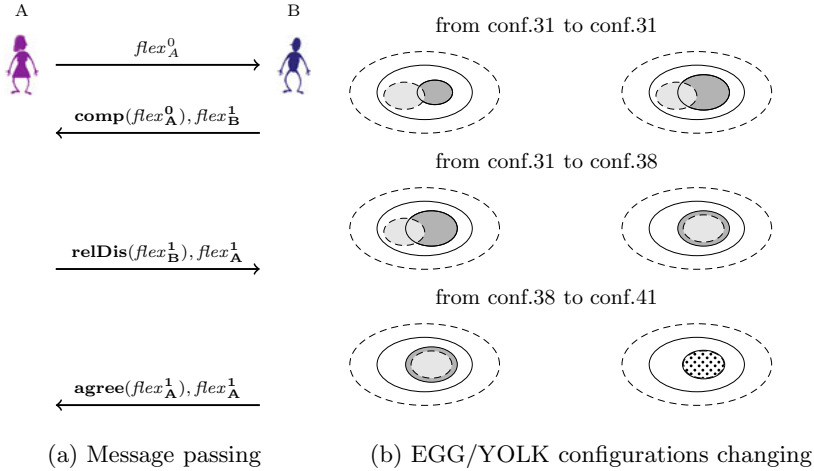 A
B
flex⁰_A
comp(flex⁰_A), flex¹_B
relDis(flex¹_B), flex¹_A
agree(flex¹_A), flex¹_A
(a) Message passing
from conf.31 to conf.31
from conf.31 to conf.38
from conf.38 to conf.41
(b) EGG/YOLK configurations changing